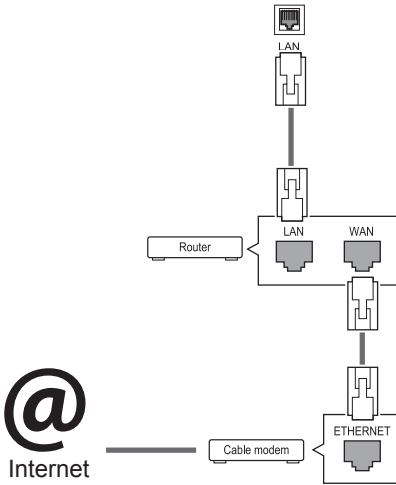 LAN
LAN WAN
Router
ETHERNET
@
Internet
Cable modem